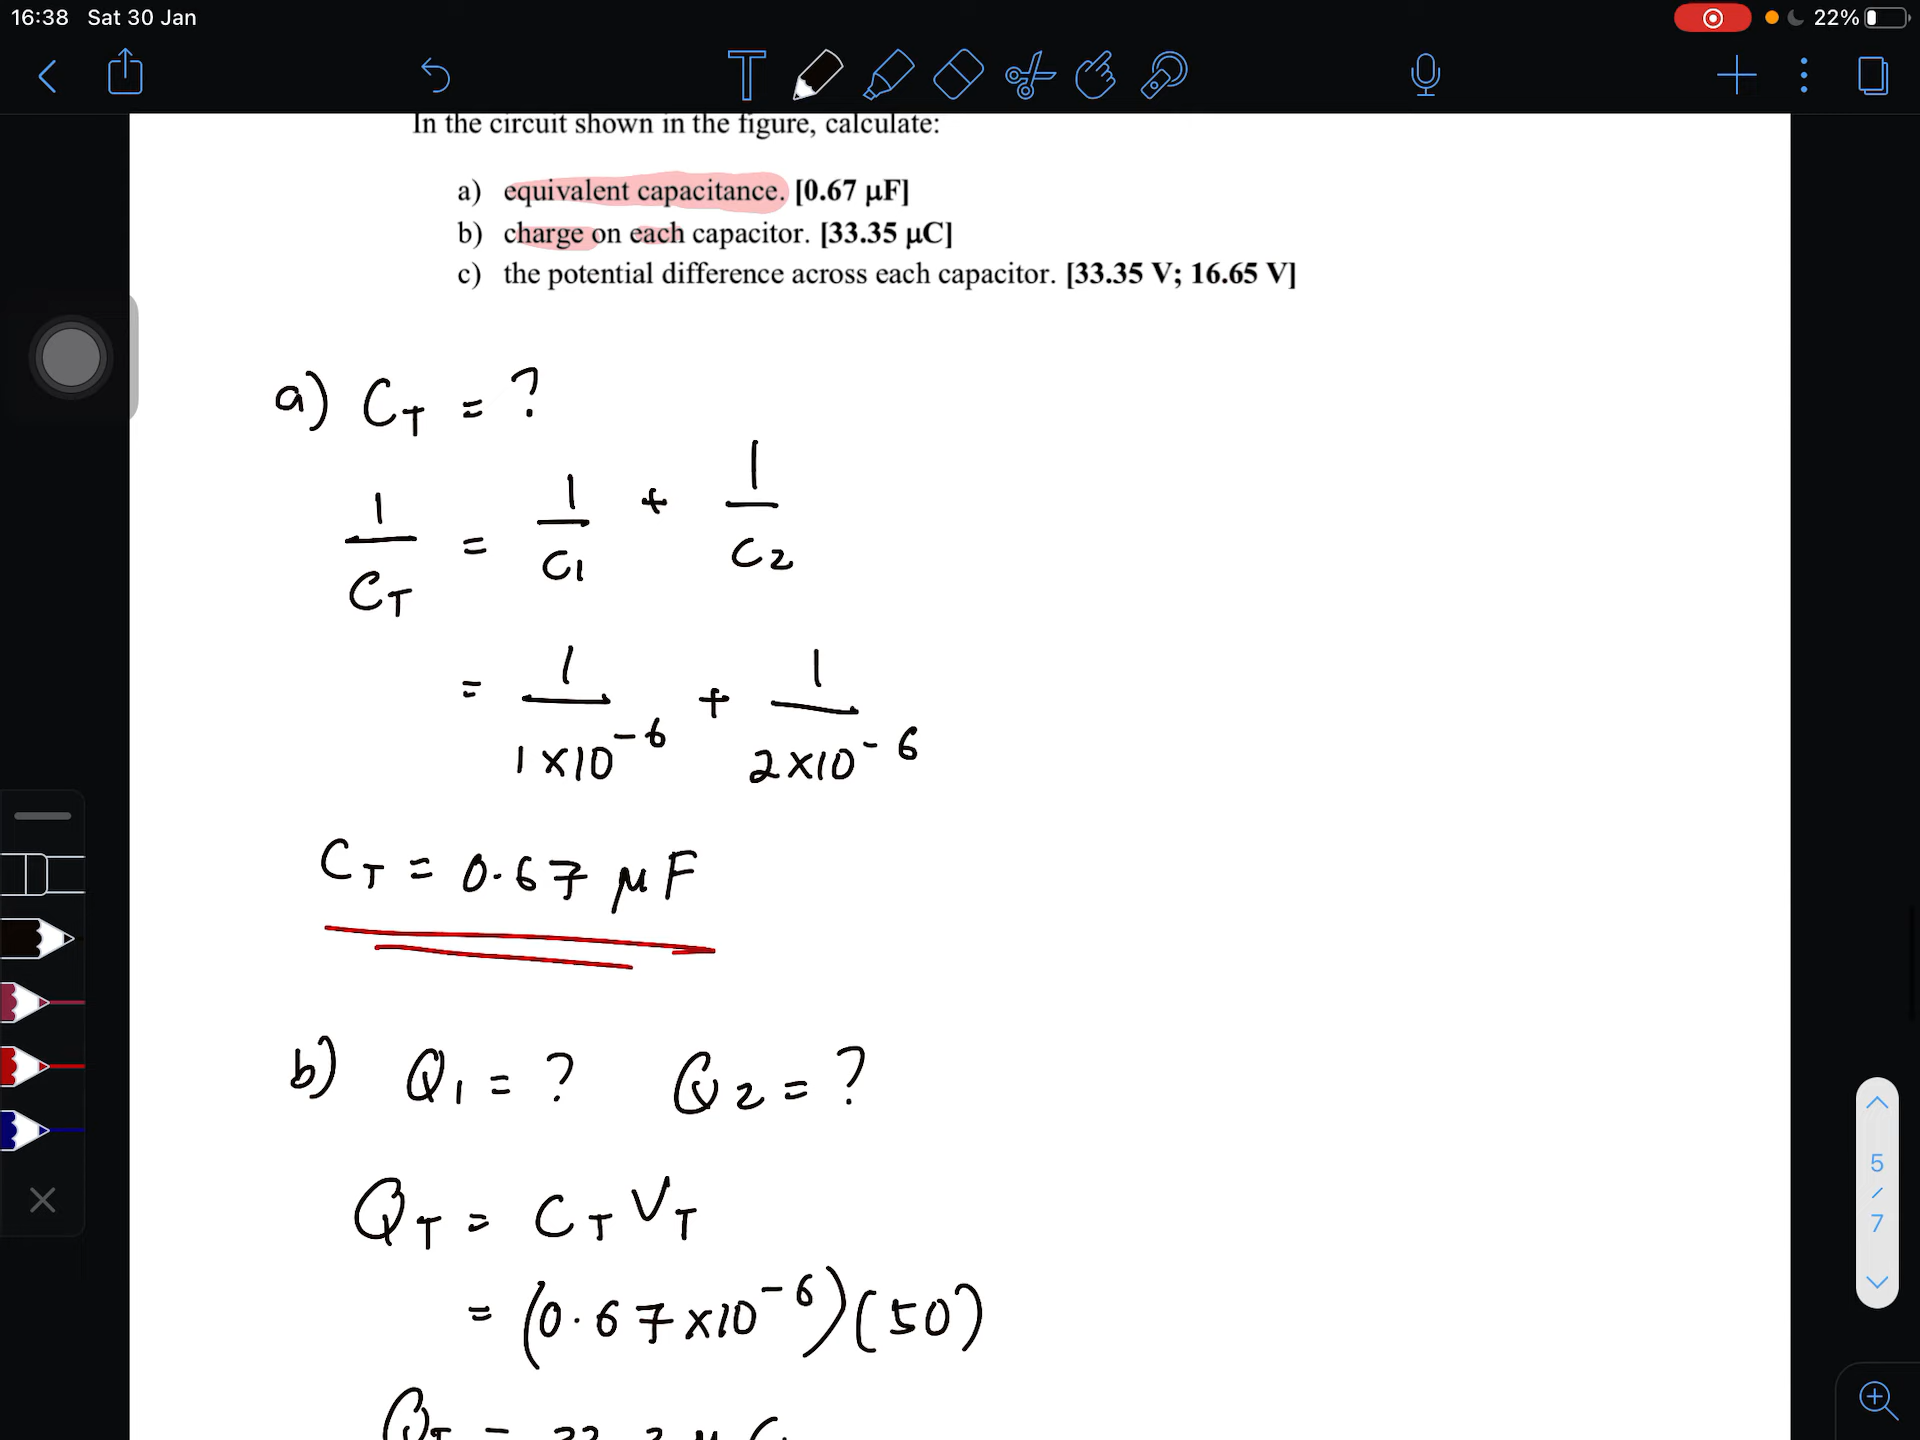 16:38 Sat 30 Jan 22%
T
In the circuit shown in the figure, calculate:
a) equivalent capacitance. [0.67 µF]
b) charge on each capacitor. [33.35 µC]
c) the potential difference across each capacitor. [33.35 V; 16.65 V]
a) CT = ?
1/CT = 1/C1 + 1/C2
= 1/1×10⁻⁶ + 1/2×10⁻⁶
CT = 0.67 µF
b) Q1 = ? Q2 = ?
QT = CT VT
= (0.67×10⁻⁶)(50)
5
/
7